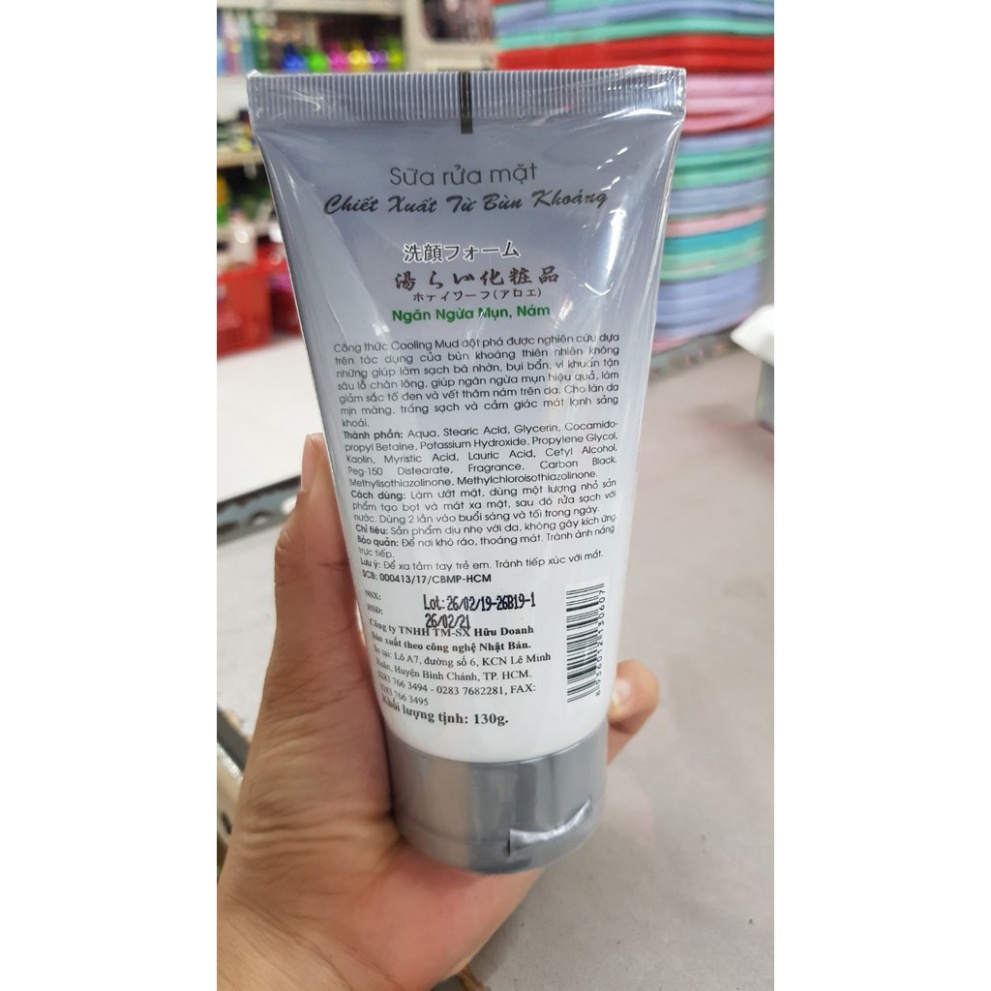 Sữa rửa mặt
Chiết Xuất Từ Bùn Khoáng
洗顔フォーム
湯らい化粧品
ホディワーフ(アロエ)
Ngăn Ngừa Mụn, Nám
Công thức Cooling Mud đột phá được nghiên cứu dựa
trên tác dụng của bùn khoáng thiên nhiên không
những giúp làm sạch bã nhờn, bụi bẩn, vi khuẩn tận
sâu lỗ chân lông, giúp ngăn ngừa mụn hiệu quả, làm
giảm sắc tố đen và vết thâm nám trên da. Cho làn da
mịn màng, trắng sạch và cảm giác mát lạnh sảng
khoái.
Thành phần: Aqua, Stearic Acid, Glycerin, Cocamido-
propyl Betaine, Potassium Hydroxide, Propylene Glycol,
Kaolin, Myristic Acid, Lauric Acid, Cetyl Alcohol,
Peg-150 Distearate, Fragrance, Carbon Black,
Methylisothiazolinone, Methylchloroisothiazolinone.
Cách dùng: Làm ướt mặt, dùng một lượng nhỏ sản
phẩm tạo bọt và mát xa mặt, sau đó rửa sạch với
nước. Dùng 2 lần vào buổi sáng và tối trong ngày.
Chỉ tiêu: Sản phẩm dịu nhẹ với da, không gây kích ứng
Bảo quản: Để nơi khô ráo, thoáng mát. Tránh ánh nắng
trực tiếp.
Lưu ý: Để xa tầm tay trẻ em. Tránh tiếp xúc với mắt.
SCB: 000413/17/CBMP-HCM
NSX: Lot: 26/02/19-26B19-1
HSD: 26/02/21
Công ty TNHH TM-SX Hữu Doanh
Sản xuất theo công nghệ Nhật Bản.
tại: Lô A7, đường số 6, KCN Lê Minh
Xuân, Huyện Bình Chánh, TP. HCM.
0283 766 3494 - 0283 7682281, FAX:
0283 766 3495
Khối lượng tịnh: 130g.